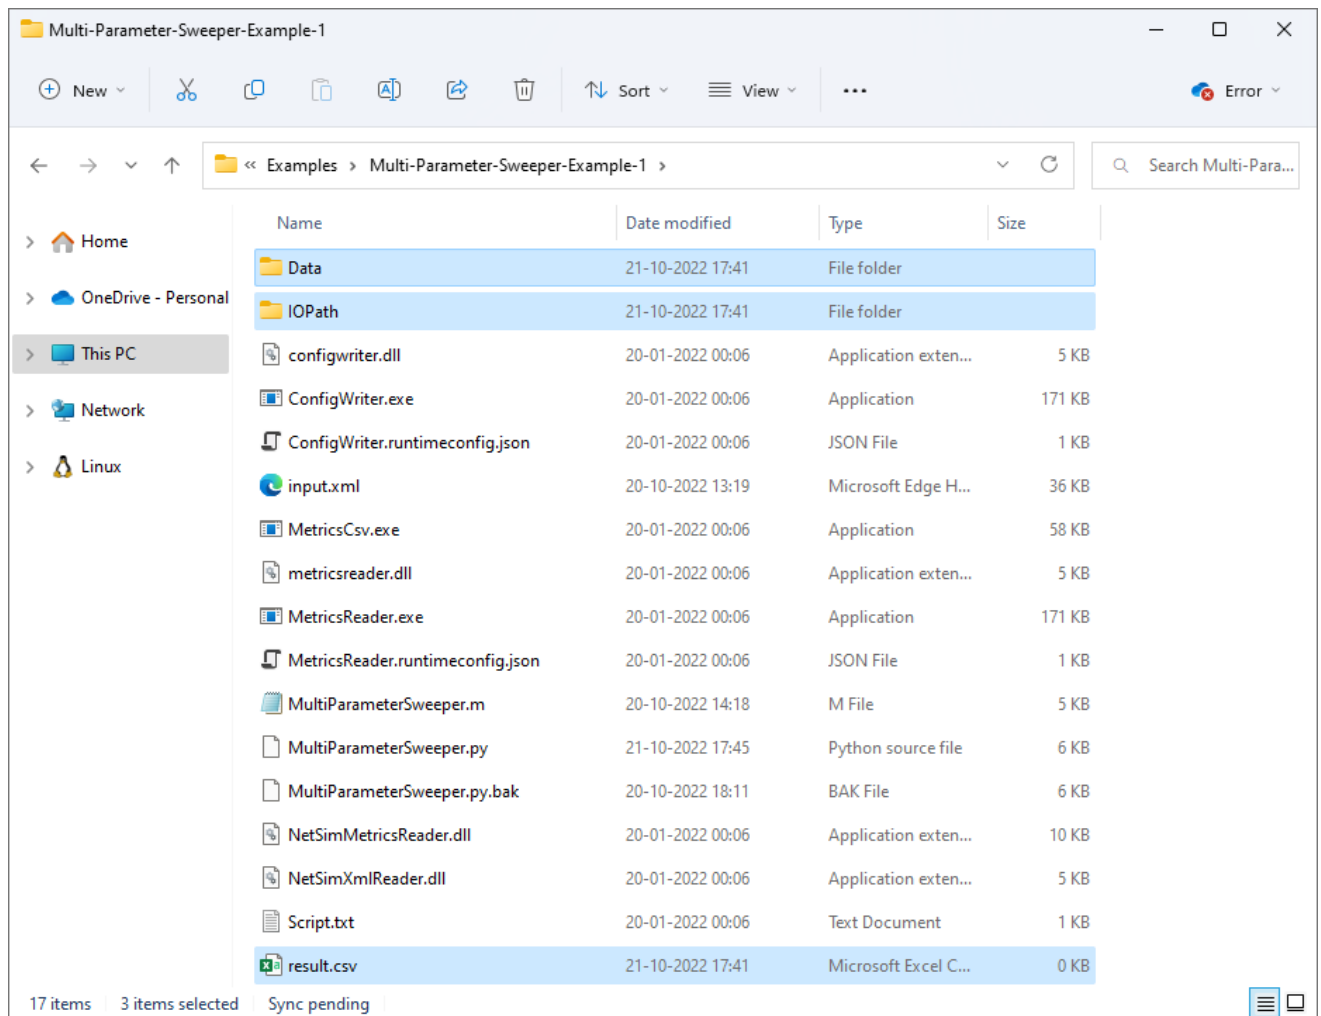 Multi-Parameter-Sweeper-Example-1
New Sort View ... Error
« Examples > Multi-Parameter-Sweeper-Example-1 > Search Multi-Para...
Name Date modified Type Size
Home
OneDrive - Personal
This PC
Network
Linux
Data 21-10-2022 17:41 File folder
IOPath 21-10-2022 17:41 File folder
configwriter.dll 20-01-2022 00:06 Application exten... 5 KB
ConfigWriter.exe 20-01-2022 00:06 Application 171 KB
ConfigWriter.runtimeconfig.json 20-01-2022 00:06 JSON File 1 KB
input.xml 20-10-2022 13:19 Microsoft Edge H... 36 KB
MetricsCsv.exe 20-01-2022 00:06 Application 58 KB
metricsreader.dll 20-01-2022 00:06 Application exten... 5 KB
MetricsReader.exe 20-01-2022 00:06 Application 171 KB
MetricsReader.runtimeconfig.json 20-01-2022 00:06 JSON File 1 KB
MultiParameterSweeper.m 20-10-2022 14:18 M File 5 KB
MultiParameterSweeper.py 21-10-2022 17:45 Python source file 6 KB
MultiParameterSweeper.py.bak 20-10-2022 18:11 BAK File 6 KB
NetSimMetricsReader.dll 20-01-2022 00:06 Application exten... 10 KB
NetSimXmlReader.dll 20-01-2022 00:06 Application exten... 5 KB
Script.txt 20-01-2022 00:06 Text Document 1 KB
result.csv 21-10-2022 17:41 Microsoft Excel C... 0 KB
17 items 3 items selected Sync pending